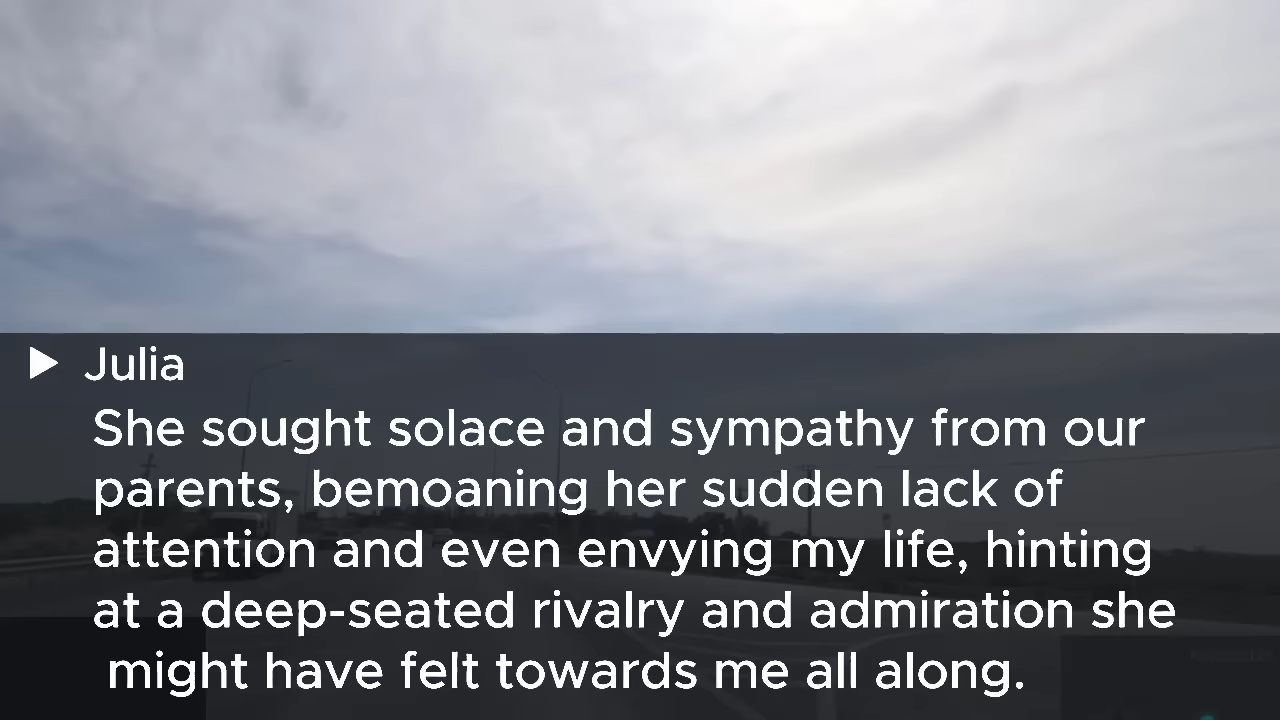 Julia
She sought solace and sympathy from our
parents, bemoaning her sudden lack of
attention and even envying my life, hinting
at a deep-seated rivalry and admiration she
might have felt towards me all along.